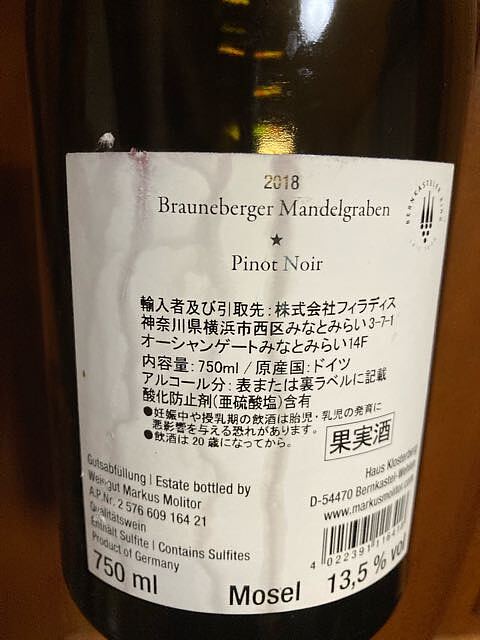 2018
Brauneberger Mandelgraben
★
Pinot Noir
BERNKASTELER RING
輸入者及び引取先：株式会社フィラディス
神奈川県横浜市西区みなとみらい3-7-1
オーシャンゲートみなとみらい14F
内容量：750ml / 原産国：ドイツ
アルコール分：表または裏ラベルに記載
酸化防止剤(亜硫酸塩)含有
●妊娠中や授乳期の飲酒は胎児・乳児の発育に
悪影響を与える恐れがあります。
●飲酒は20歳になってから。
果実酒
Gutsabfüllung | Estate bottled by
Weingut Markus Molitor
A.P.Nr. 2 576 609 164 21
Qualitätswein
Enthält Sulfite | Contains Sulfites
Product of Germany
Haus Klosterberg
D-54470 Bernkastel-Wehlen
www.markusmolitor.com
750 ml
Mosel
13,5 % vol